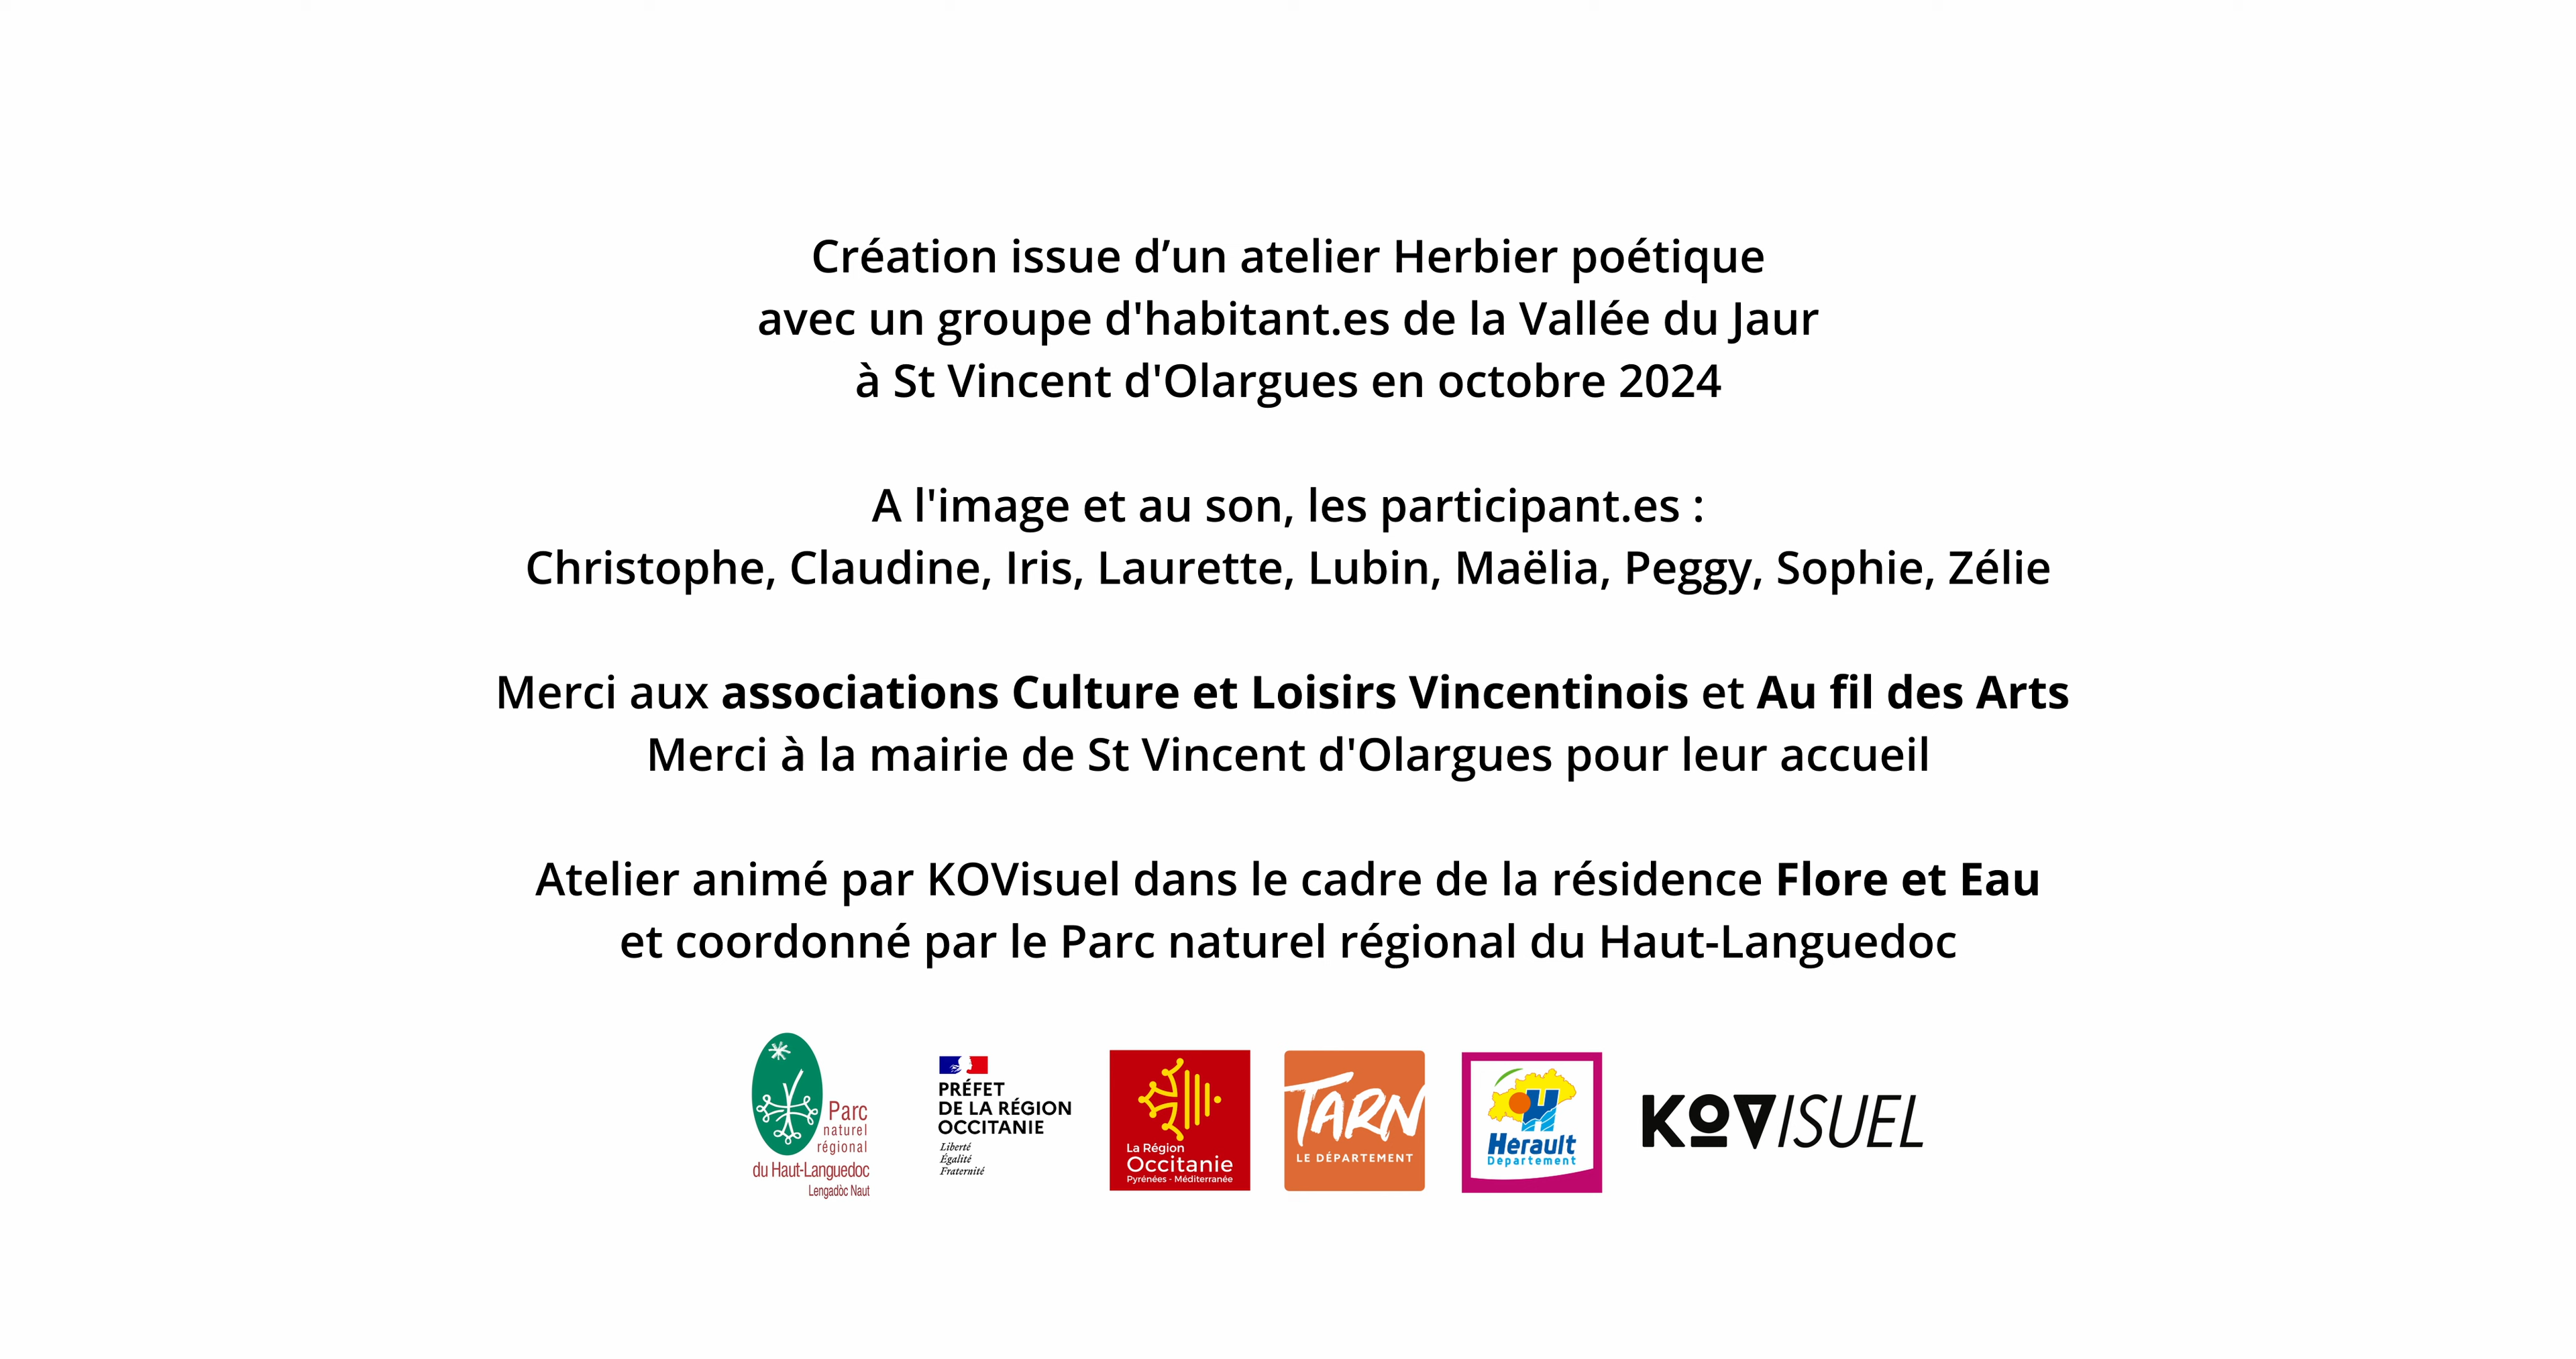 Création issue d’un atelier Herbier poétique
avec un groupe d'habitant.es de la Vallée du Jaur
à St Vincent d'Olargues en octobre 2024
A l'image et au son, les participant.es :
Christophe, Claudine, Iris, Laurette, Lubin, Maëlia, Peggy, Sophie, Zélie
Merci aux associations Culture et Loisirs Vincentinois et Au fil des Arts
Merci à la mairie de St Vincent d'Olargues pour leur accueil
Atelier animé par KOVisuel dans le cadre de la résidence Flore et Eau
et coordonné par le Parc naturel régional du Haut-Languedoc
Parc
naturel
régional
du Haut-Languedoc
Lengadòc Naut
PRÉFET
DE LA RÉGION
OCCITANIE
Liberté
Égalité
Fraternité
La Région
Occitanie
Pyrénées - Méditerranée
TARN
LE DÉPARTEMENT
H
Hérault
Département
KOVISUEL